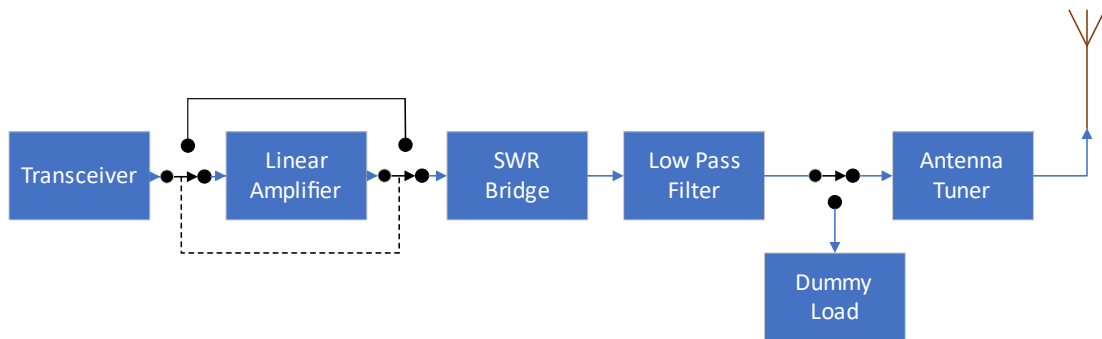 Transceiver
Linear
Amplifier
SWR
Bridge
Low Pass
Filter
Antenna
Tuner
Dummy
Load